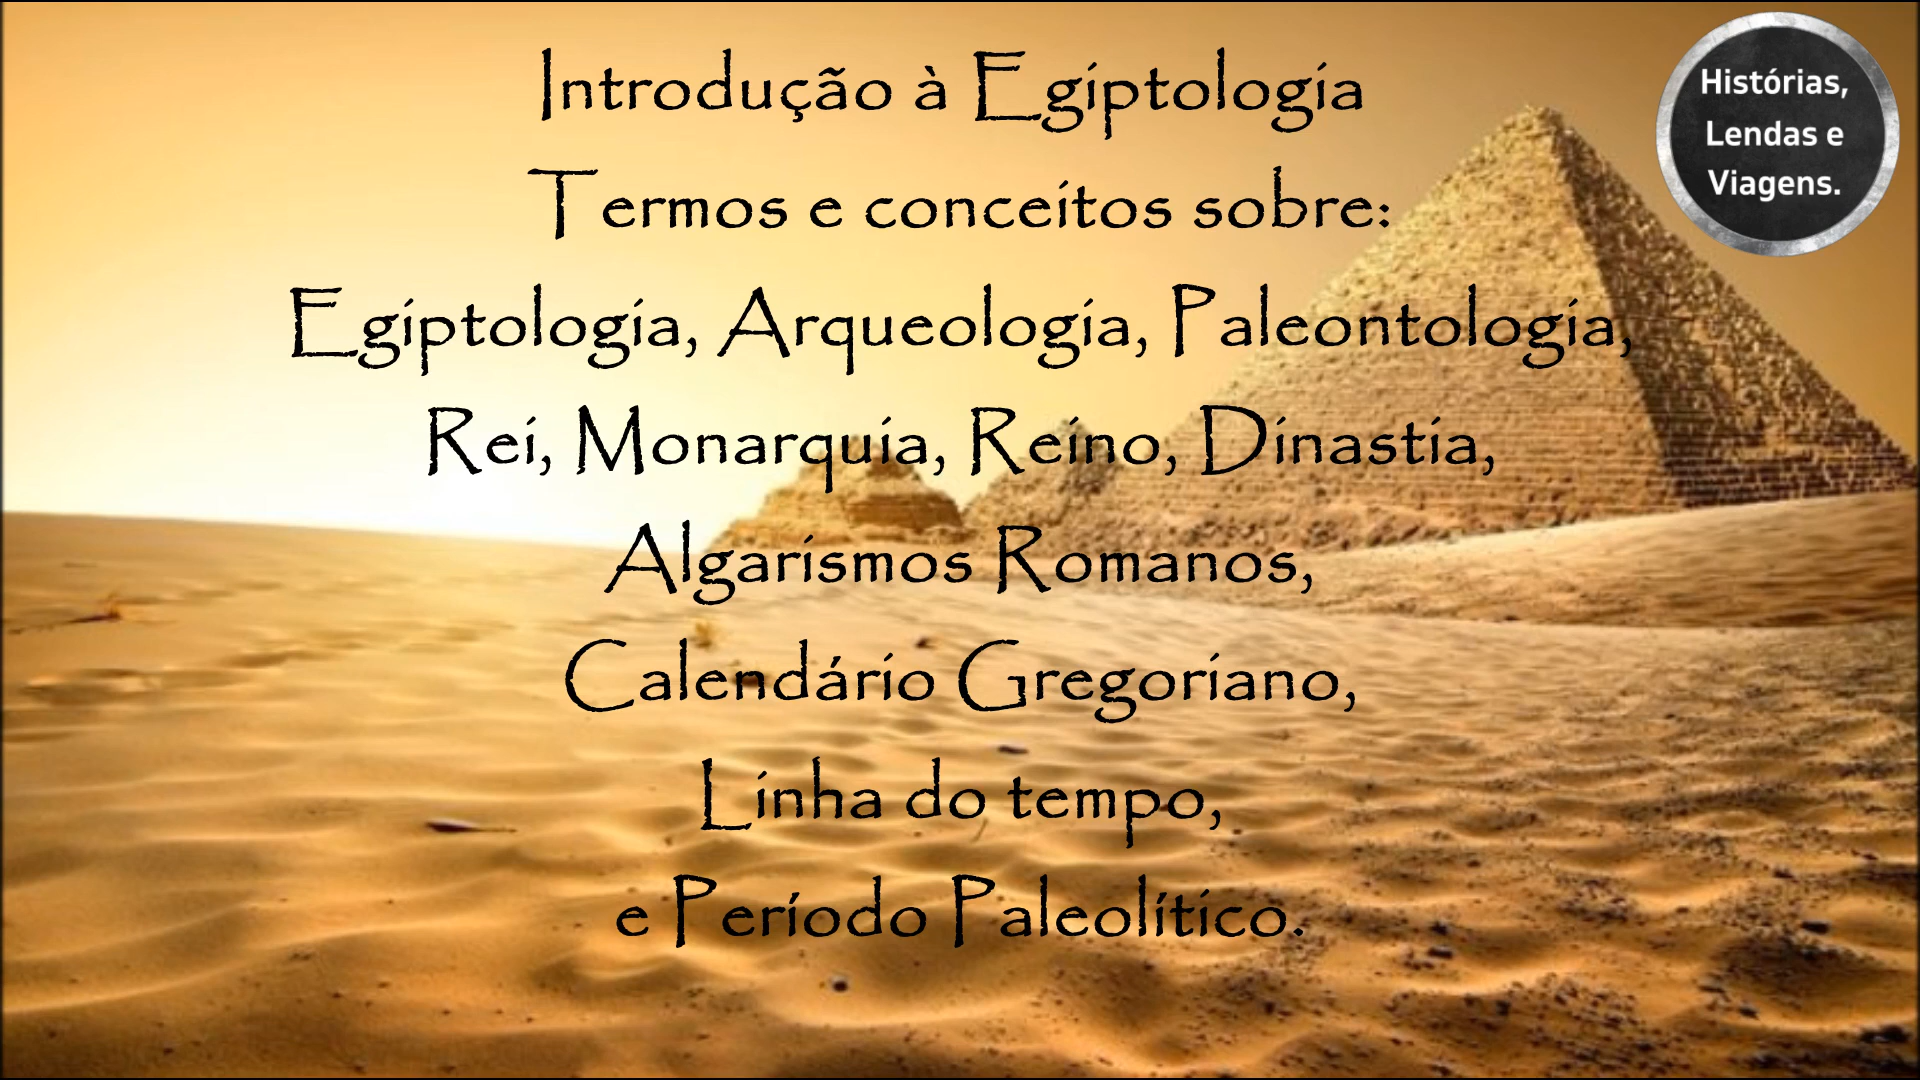 Introdução à Egiptologia
Termos e conceitos sobre:
Egiptologia, Arqueologia, Paleontologia,
Rei, Monarquia, Reino, Dinastia,
Algarismos Romanos,
Calendário Gregoriano,
Linha do tempo,
e Período Paleolítico.
Histórias,
Lendas e
Viagens.